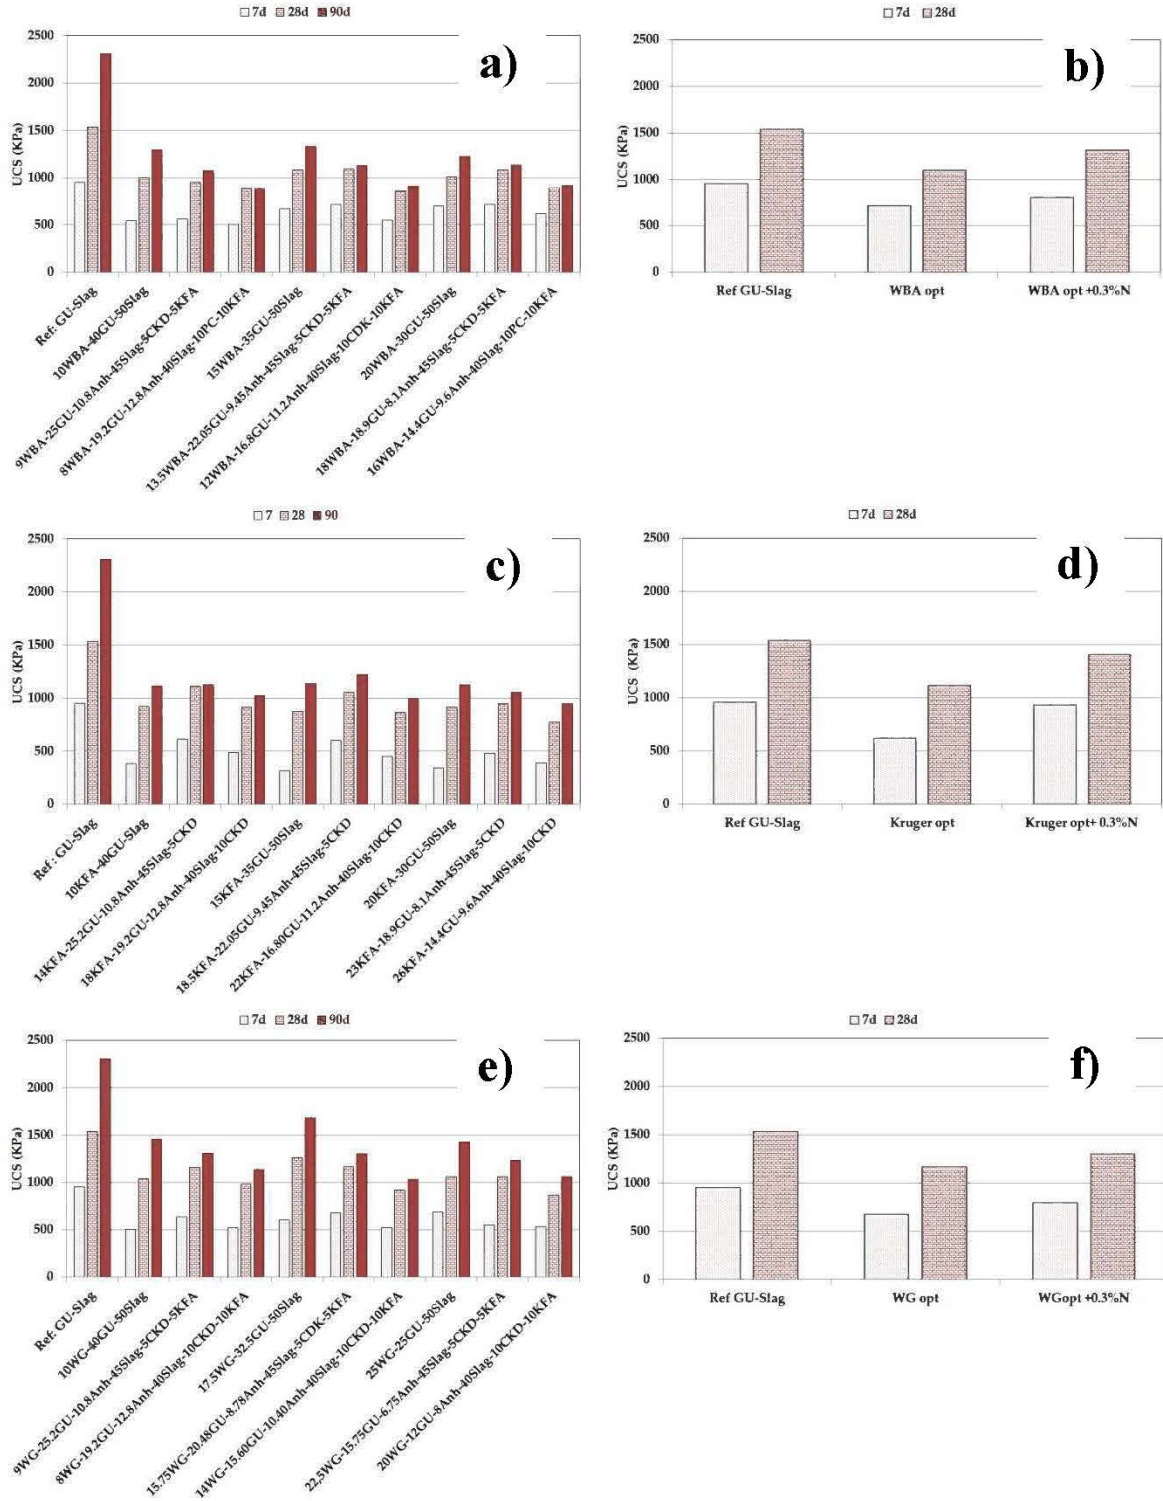 7d 28d 90d
a)
UCS (KPa)
2500
2000
1500
1000
500
0
Ref: GU-Slag
10WBA-40GU-50Slag
9WBA-25GU-10.8Anh-45Slag-5CKD-5KFA
8WBA-19.2GU-12.8Anh-40Slag-10PC-10KFA
15WBA-35GU-50Slag
13.5WBA-22.05GU-9.45Anh-45Slag-5CKD-5KFA
12WBA-16.8GU-11.2Anh-40Slag-10CDK-10KFA
20WBA-30GU-50Slag
18WBA-18.9GU-8.1Anh-45Slag-5CKD-5KFA
16WBA-14.4GU-9.6Anh-40Slag-10PC-10KFA
7d 28d
b)
UCS (KPa)
2500
2000
1500
1000
500
0
Ref GU-Slag
WBA opt
WBA opt +0.3%N
7 28 90
c)
UCS (KPa)
2500
2000
1500
1000
500
0
Ref: GU-Slag
10KFA-40GU-Slag
14KFA-25.2GU-10.8Anh-45Slag-5CKD
18KFA-19.2GU-12.8Anh-40Slag-10CKD
15KFA-35GU-50Slag
18.5KFA-22.05GU-9.45Anh-45Slag-5CKD
22KFA-16.80GU-11.2Anh-40Slag-10CKD
20KFA-30GU-50Slag
23KFA-18.9GU-8.1Anh-45Slag-5CKD
26KFA-14.4GU-9.6Anh-40Slag-10CKD
7d 28d
d)
UCS (KPa)
2500
2000
1500
1000
500
0
Ref GU-Slag
Kruger opt
Kruger opt+ 0.3%N
7d 28d 90d
e)
UCS (KPa)
2500
2000
1500
1000
500
0
Ref: GU-Slag
10WG-40GU-50Slag
9WG-25.2GU-10.8Anh-45Slag-5CKD-5KFA
8WG-19.2GU-12.8Anh-40Slag-10CKD-10KFA
17.5WG-32.5GU-50Slag
15.75WG-20.48GU-8.78Anh-45Slag-5CDK-5KFA
14WG-15.60GU-10.40Anh-40Slag-10CKD-10KFA
25WG-25GU-50Slag
22,5WG-15.75GU-6.75Anh-45Slag-5CKD-5KFA
20WG-12GU-8Anh-40Slag-10CKD-10KFA
7d 28d
f)
UCS (KPa)
2500
2000
1500
1000
500
0
Ref GU-Slag
WG opt
WGopt +0.3%N